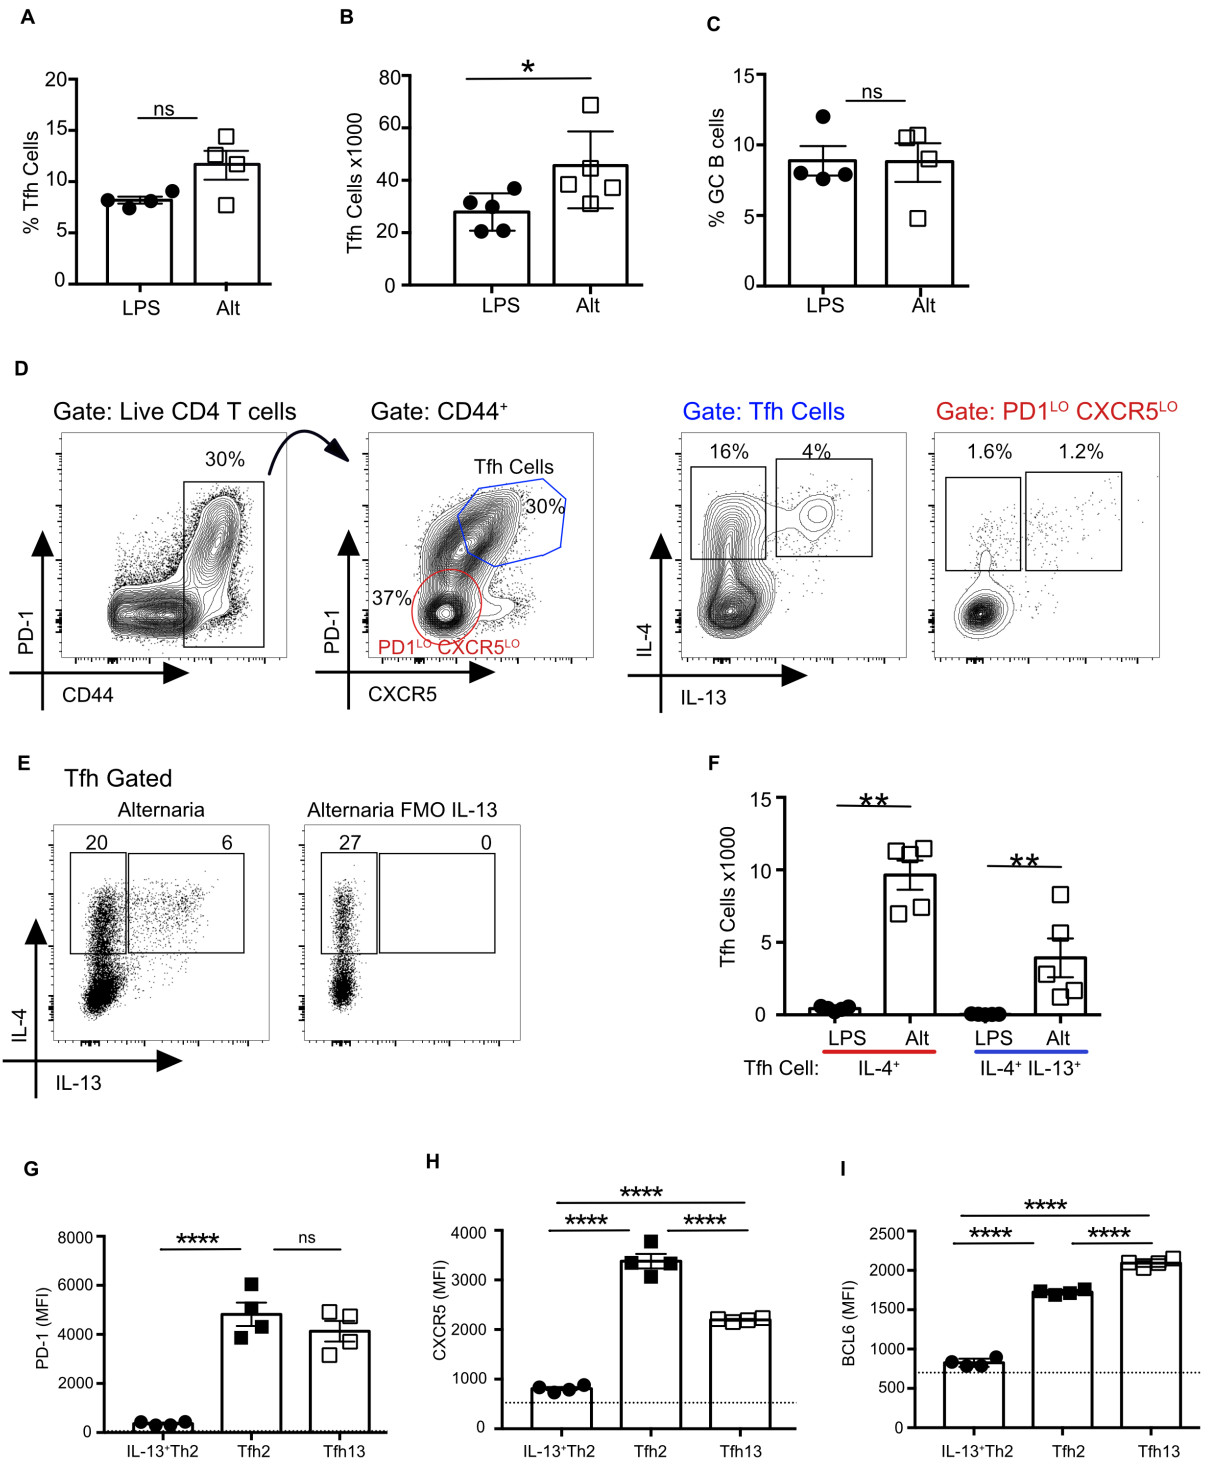 A
B
C
% Tfh Cells
20
15
10
5
0
ns
LPS
Alt
Tfh Cells x1000
80
60
40
20
0
*
LPS
Alt
% GC B cells
15
10
5
0
ns
LPS
Alt
D
Gate: Live CD4 T cells
Gate: CD44+
Gate: Tfh Cells
Gate: PD1LO CXCR5LO
30%
Tfh Cells
30%
37%
PD1LO CXCR5LO
16%
4%
1.6%
1.2%
PD-1
CD44
PD-1
CXCR5
IL-4
IL-13
E
Tfh Gated
Alternaria
Alternaria FMO IL-13
20
6
27
0
IL-4
IL-13
F
Tfh Cells x1000
15
10
5
0
**
**
LPS
Alt
LPS
Alt
Tfh Cell:
IL-4+
IL-4+ IL-13+
G
PD-1 (MFI)
8000
6000
4000
2000
0
****
ns
IL-13+Th2
Tfh2
Tfh13
H
CXCR5 (MFI)
4000
3000
2000
1000
0
****
****
****
IL-13+Th2
Tfh2
Tfh13
I
BCL6 (MFI)
2500
2000
1500
1000
500
0
****
****
****
IL-13+Th2
Tfh2
Tfh13